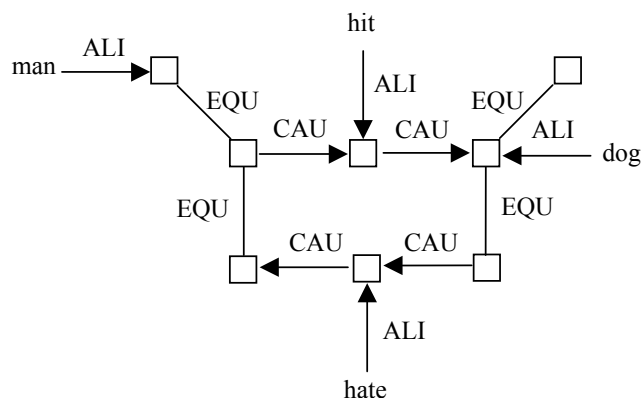 hit
ALI
man
ALI
EQU
EQU
ALI
CAU
CAU
dog
EQU
EQU
CAU
CAU
ALI
hate